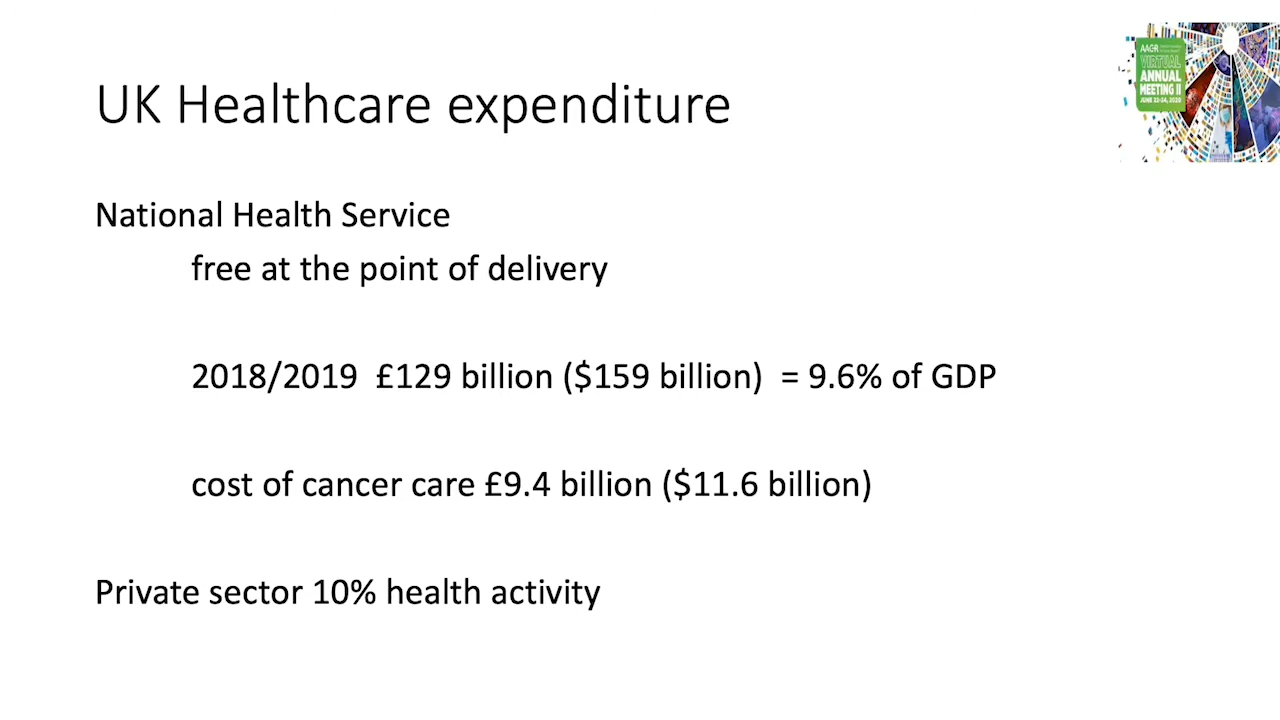 UK Healthcare expenditure
AACR
VIRTUAL
ANNUAL
MEETING II
JUNE 22-24, 2020
National Health Service
free at the point of delivery
2018/2019 £129 billion ($159 billion) = 9.6% of GDP
cost of cancer care £9.4 billion ($11.6 billion)
Private sector 10% health activity